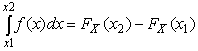 ∫_{x1}^{x2} f(x)dx = F_X(x_2) − F_X(x_1)